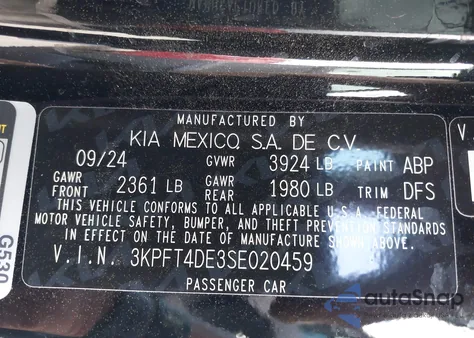 MANUFACTURED BY
KIA MEXICO, S.A. DE C.V.
09/24 GVWR 3924 LB PAINT ABP
GAWR FRONT 2361 LB GAWR REAR 1980 LB TRIM DFS
THIS VEHICLE CONFORMS TO ALL APPLICABLE U.S.A. FEDERAL
MOTOR VEHICLE SAFETY, BUMPER, AND THEFT PREVENTION STANDARDS
IN EFFECT ON THE DATE OF MANUFACTURE SHOWN ABOVE.
V.I.N. 3KPFT4DE3SE020459
PASSENGER CAR
G530
V
autoSnap